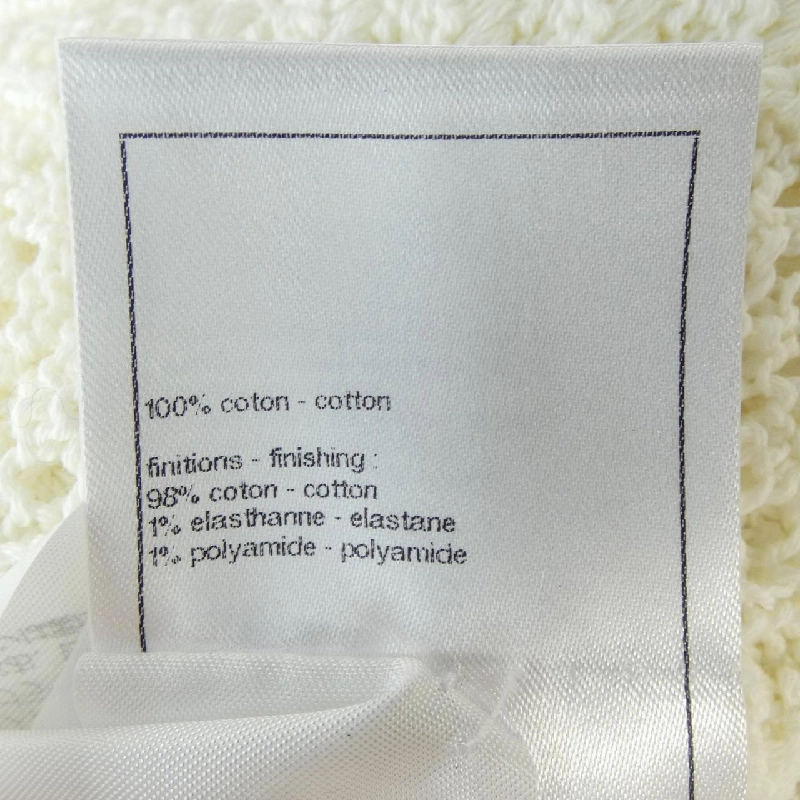 100% coton - cotton
finitions - finishing :
98% coton - cotton
1% elasthanne - elastane
1% polyamide - polyamide